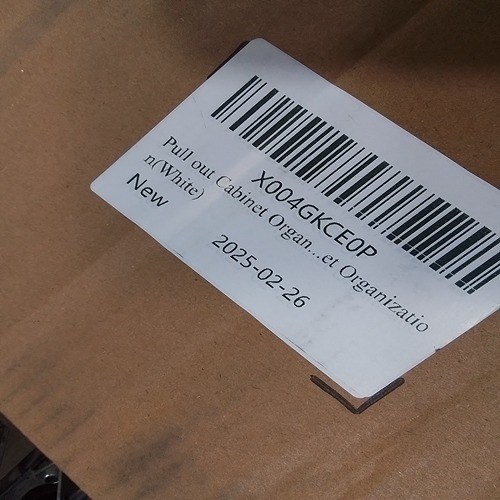 X004GKCE0P
Pull out Cabinet Organ...et Organizatio
n(White)
New
2025-02-26